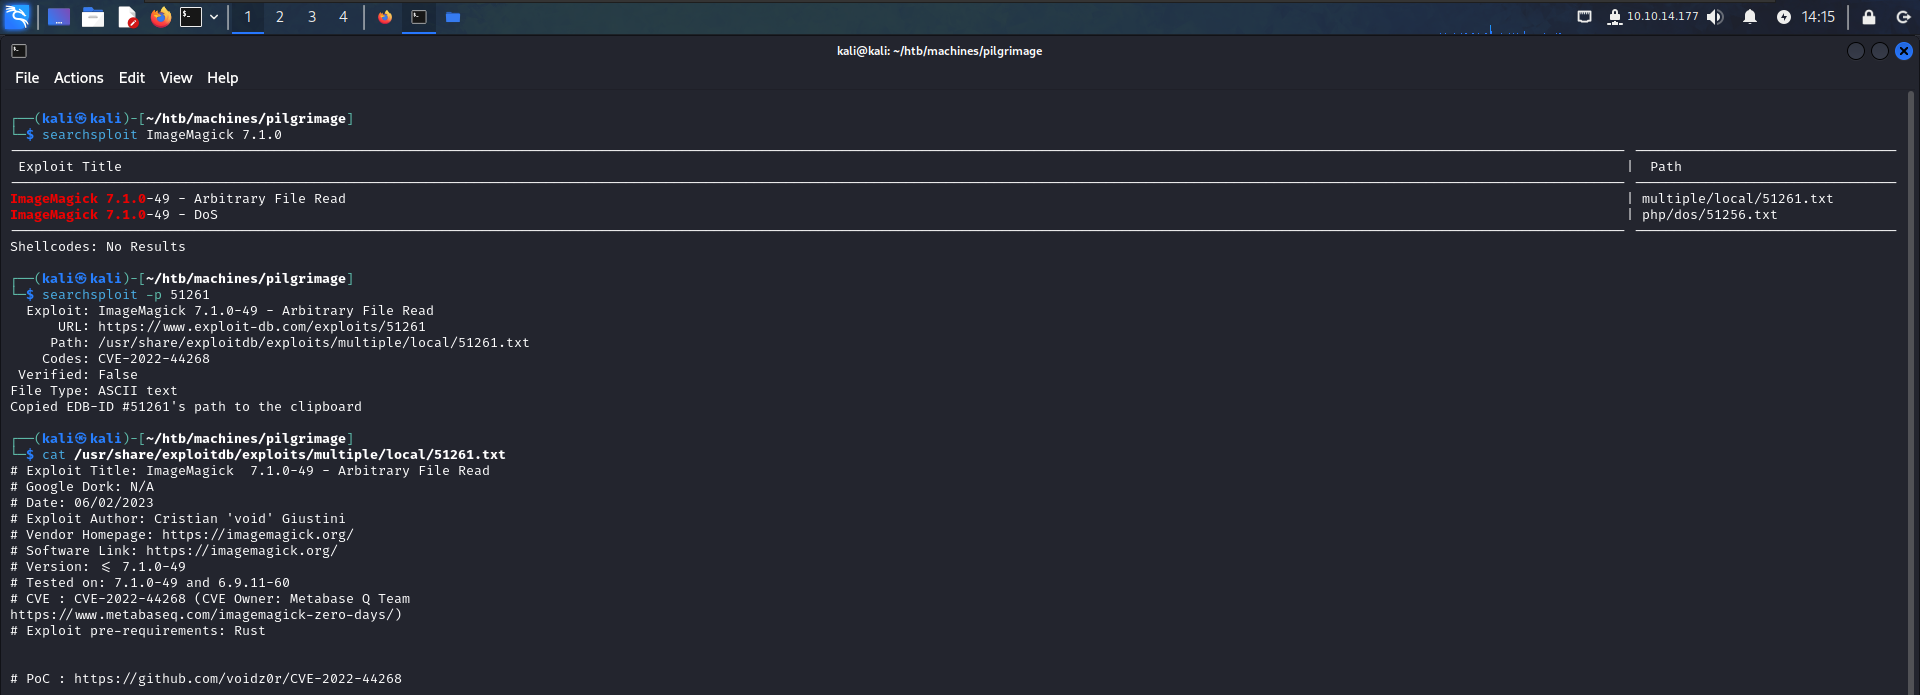 1 2 3 4 10.10.14.177 14:15
kali@kali: ~/htb/machines/pilgrimage
File Actions Edit View Help
┌──(kali㉿kali)-[~/htb/machines/pilgrimage]
└─$ searchsploit ImageMagick 7.1.0
Exploit Title | Path
ImageMagick 7.1.0-49 - Arbitrary File Read | multiple/local/51261.txt
ImageMagick 7.1.0-49 - DoS | php/dos/51256.txt
Shellcodes: No Results
┌──(kali㉿kali)-[~/htb/machines/pilgrimage]
└─$ searchsploit -p 51261
Exploit: ImageMagick 7.1.0-49 - Arbitrary File Read
URL: https://www.exploit-db.com/exploits/51261
Path: /usr/share/exploitdb/exploits/multiple/local/51261.txt
Codes: CVE-2022-44268
Verified: False
File Type: ASCII text
Copied EDB-ID #51261's path to the clipboard
┌──(kali㉿kali)-[~/htb/machines/pilgrimage]
└─$ cat /usr/share/exploitdb/exploits/multiple/local/51261.txt
# Exploit Title: ImageMagick  7.1.0-49 - Arbitrary File Read
# Google Dork: N/A
# Date: 06/02/2023
# Exploit Author: Cristian 'void' Giustini
# Vendor Homepage: https://imagemagick.org/
# Software Link: https://imagemagick.org/
# Version: <= 7.1.0-49
# Tested on: 7.1.0-49 and 6.9.11-60
# CVE : CVE-2022-44268 (CVE Owner: Metabase Q Team
https://www.metabaseq.com/imagemagick-zero-days/)
# Exploit pre-requirements: Rust
# PoC : https://github.com/voidz0r/CVE-2022-44268